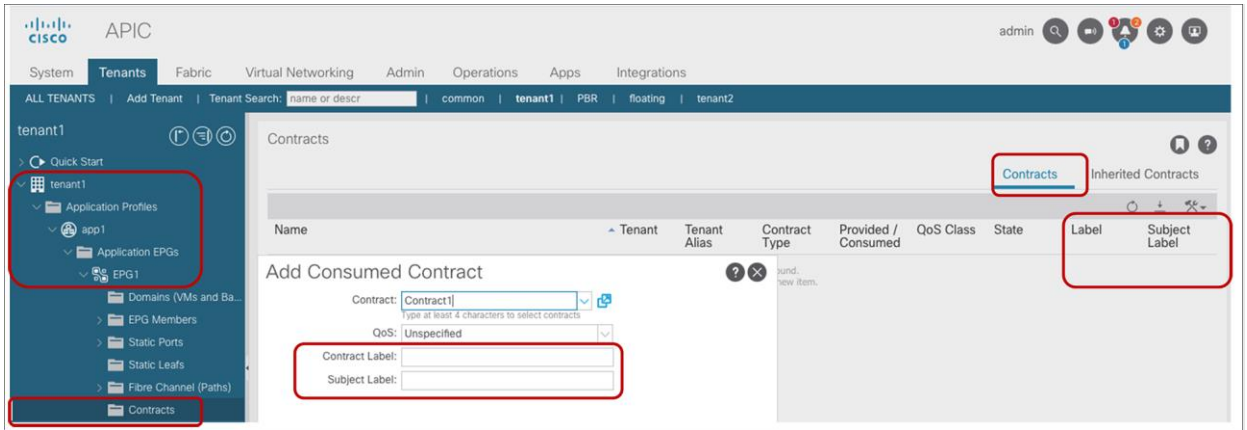 CISCO APIC admin 1 2 1
System Tenants Fabric Virtual Networking Admin Operations Apps Integrations
ALL TENANTS | Add Tenant | Tenant Search: name or descr | common | tenant1 | PBR | floating | tenant2
tenant1
Quick Start
tenant1
Application Profiles
app1
Application EPGs
EPG1
Domains (VMs and Ba...
EPG Members
Static Ports
Static Leafs
Fibre Channel (Paths)
Contracts
Contracts
Contracts Inherited Contracts
Name Tenant Tenant Alias Contract Type Provided / Consumed QoS Class State Label Subject Label
Add Consumed Contract
Contract: Contract1
Type at least 4 characters to select contracts
QoS: Unspecified
Contract Label:
Subject Label:
new item.